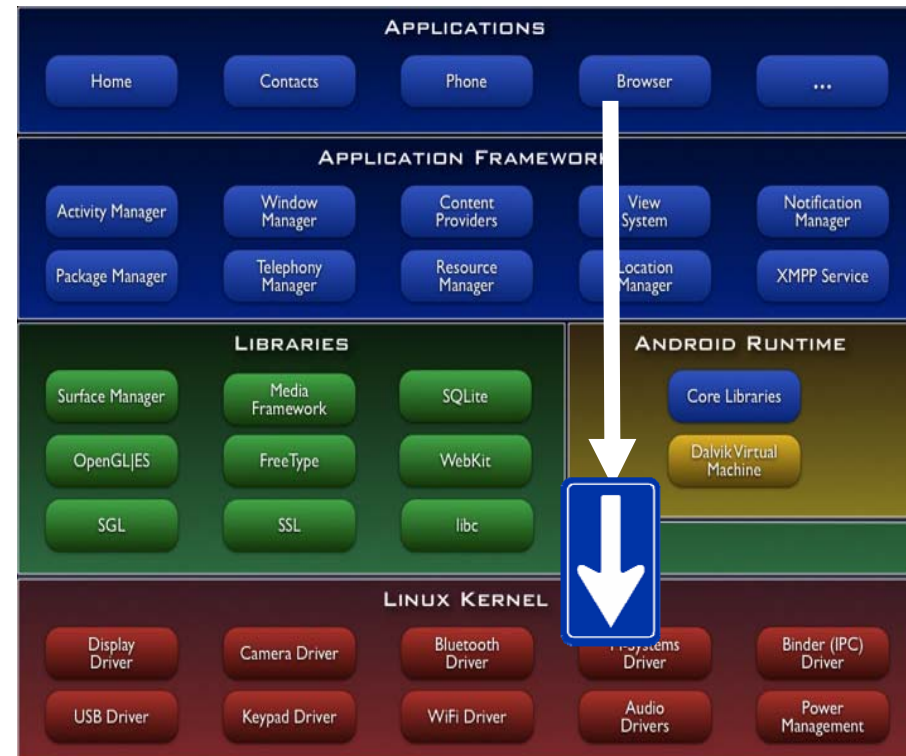 APPLICATIONS
Home
Contacts
Phone
Browser
...
APPLICATION FRAMEWORK
Activity Manager
Window
Manager
Content
Providers
View
System
Notification
Manager
Package Manager
Telephony
Manager
Resource
Manager
Location
Manager
XMPP Service
LIBRARIES
Surface Manager
Media
Framework
SQLite
OpenGL|ES
FreeType
WebKit
SGL
SSL
libc
ANDROID RUNTIME
Core Libraries
Dalvik Virtual
Machine
LINUX KERNEL
Display
Driver
Camera Driver
Bluetooth
Driver
Driver
Binder (IPC)
Driver
USB Driver
Keypad Driver
WiFi Driver
Audio
Drivers
Power
Management